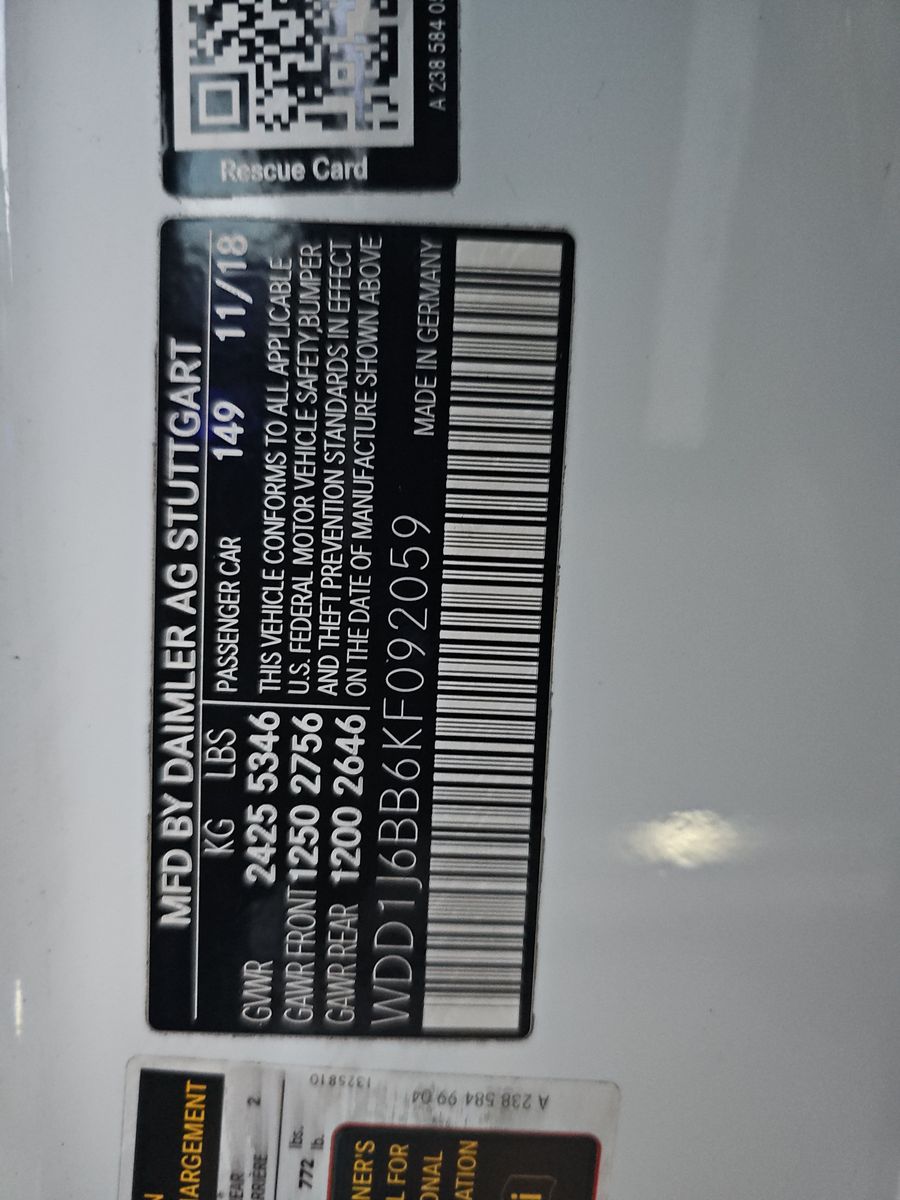 MFD BY DAIMLER AG STUTTGART
KG LBS
GVWR 2425 5346
GAWR FRONT 1250 2756
GAWR REAR 1200 2646
PASSENGER CAR 149 11/18
THIS VEHICLE CONFORMS TO ALL APPLICABLE
U.S. FEDERAL MOTOR VEHICLE SAFETY, BUMPER
AND THEFT PREVENTION STANDARDS IN EFFECT
ON THE DATE OF MANUFACTURE SHOWN ABOVE
WDD1J6BB6KF092059
MADE IN GERMANY
Rescue Card
A 238 584
ARGEMENT
EAR
RRIÈRE 2
772 lbs.
lb.
1325810
A 238 584 99 04
NER'S
L FOR
ONAL
ATION
i